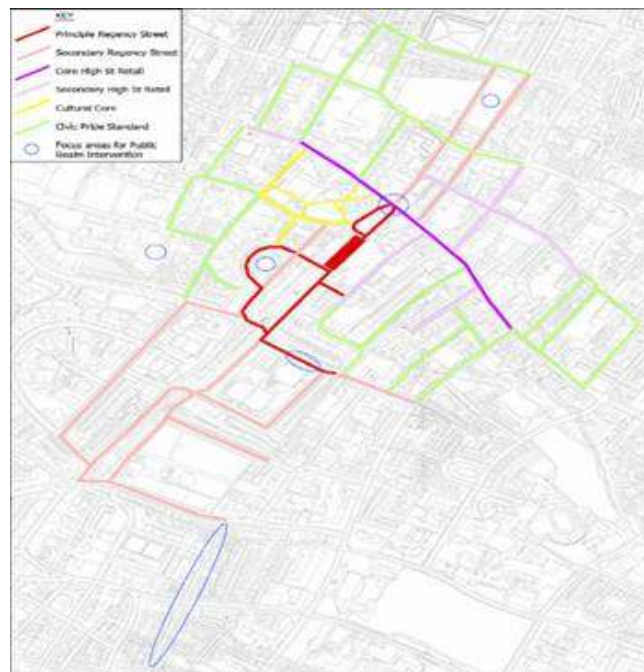 KEY
Principle Regency Street
Secondary Regency Street
Core High St Retail
Secondary High St Retail
Cultural Core
Civic Pride Standard
Focus areas for Public
Realm Intervention